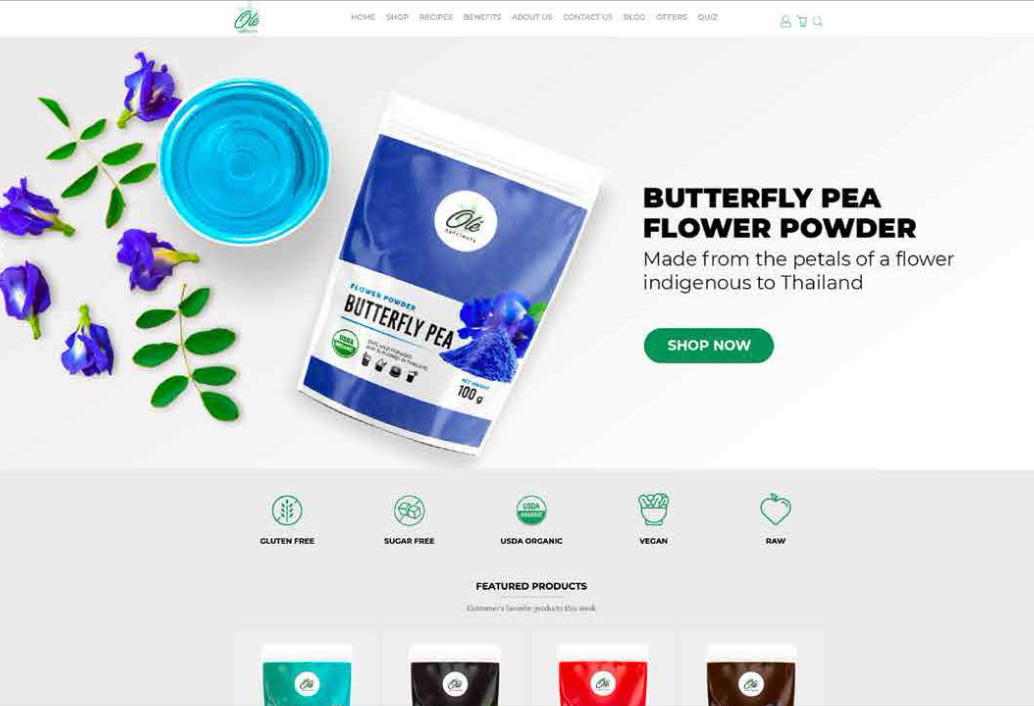 Olé
HOME SHOP RECIPES BENEFITS ABOUT US CONTACT US BLOG OFFERS QUIZ
BUTTERFLY PEA
FLOWER POWDER
Made from the petals of a flower
indigenous to Thailand
SHOP NOW
Olé
nutrients
FLOWER POWDER
BUTTERFLY PEA
USDA
ORGANIC
NET WEIGHT
100 g
USDA
ORGANIC
GLUTEN FREE SUGAR FREE USDA ORGANIC VEGAN RAW
FEATURED PRODUCTS
Customer's favorite products this week
Olé Olé Olé Olé